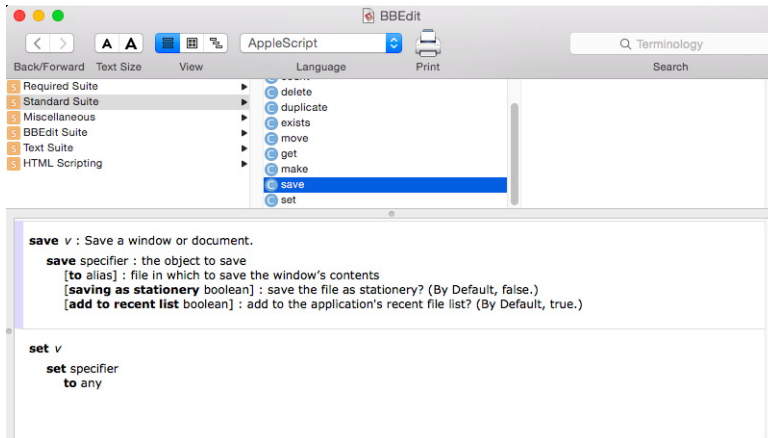 BBEdit
A A
AppleScript
Terminology
Back/Forward Text Size View Language Print Search
S Required Suite
S Standard Suite
S Miscellaneous
S BBEdit Suite
S Text Suite
S HTML Scripting
C delete
C duplicate
C exists
C move
C get
C make
C save
C set
save v : Save a window or document.
save specifier : the object to save
[to alias] : file in which to save the window's contents
[saving as stationery boolean] : save the file as stationery? (By Default, false.)
[add to recent list boolean] : add to the application's recent file list? (By Default, true.)
set v
set specifier
to any